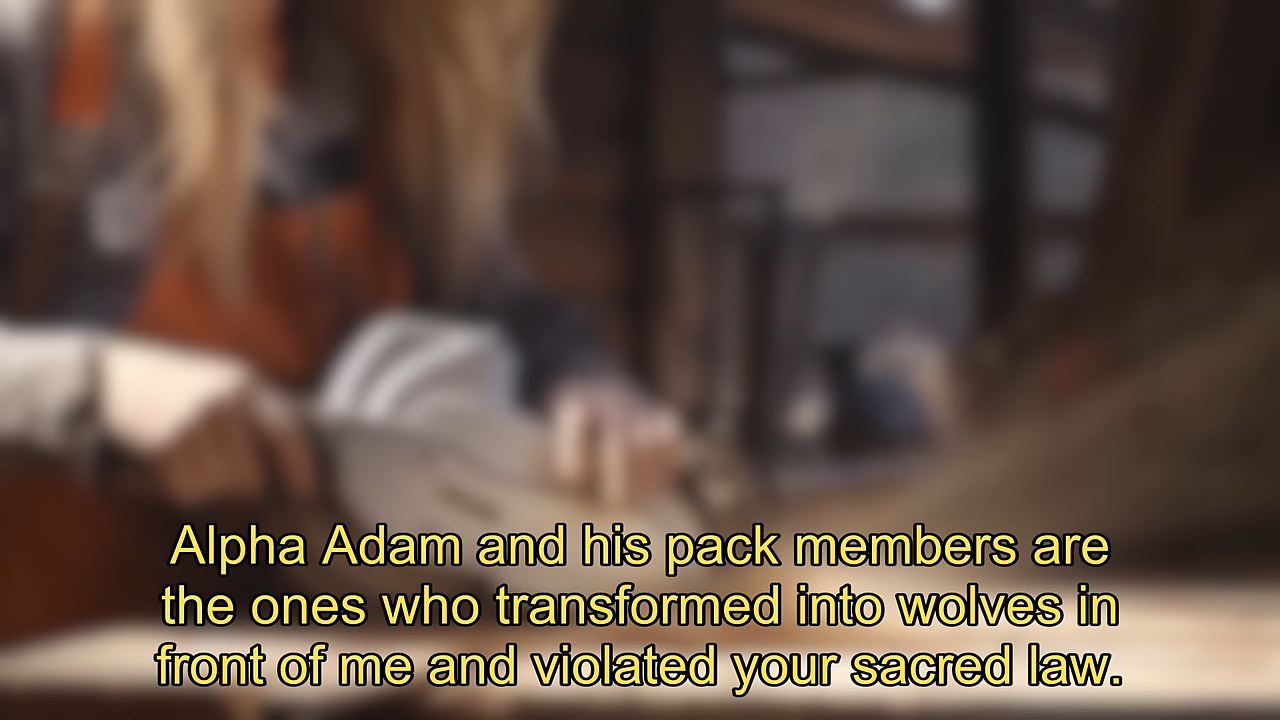 Alpha Adam and his pack members are
the ones who transformed into wolves in
front of me and violated your sacred law.